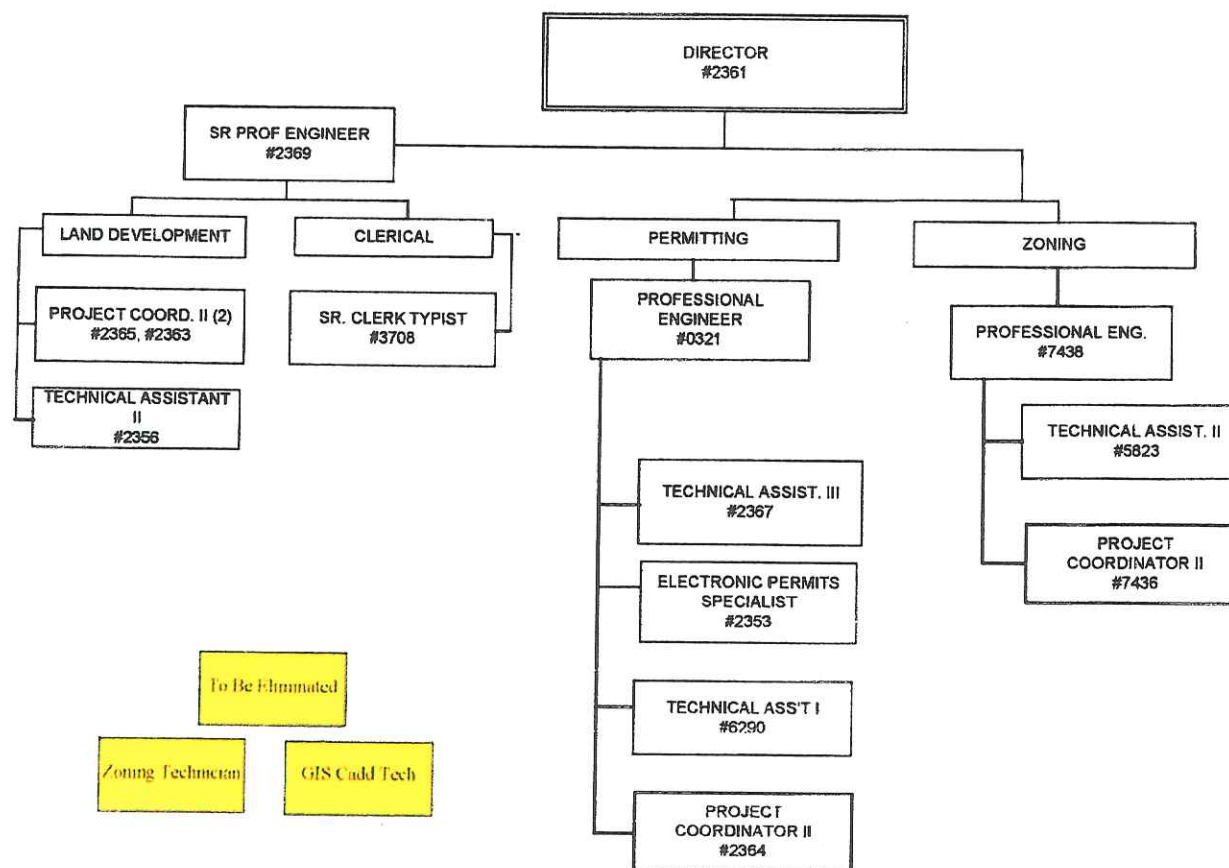 DIRECTOR
#2361
SR PROF ENGINEER
#2369
LAND DEVELOPMENT
CLERICAL
PERMITTING
ZONING
PROJECT COORD. II (2)
#2365, #2363
SR. CLERK TYPIST
#3708
PROFESSIONAL
ENGINEER
#0321
PROFESSIONAL ENG.
#7438
TECHNICAL ASSISTANT
II
#2356
TECHNICAL ASSIST. II
#5823
TECHNICAL ASSIST. III
#2367
PROJECT
COORDINATOR II
#7436
ELECTRONIC PERMITS
SPECIALIST
#2353
TECHNICAL ASS'T I
#6290
PROJECT
COORDINATOR II
#2364
To Be Eliminated
Zoning Technician
GIS Cadd Tech